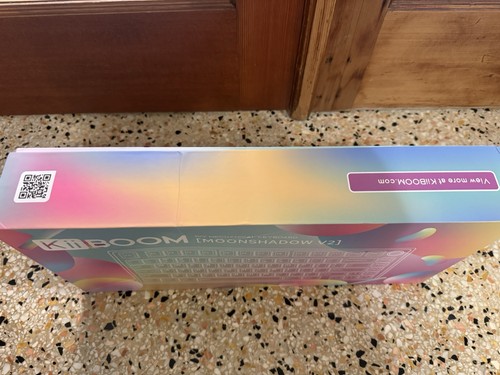 View more at KiiBOOM.com
KiiBOOM [MOONSHADOW V2]